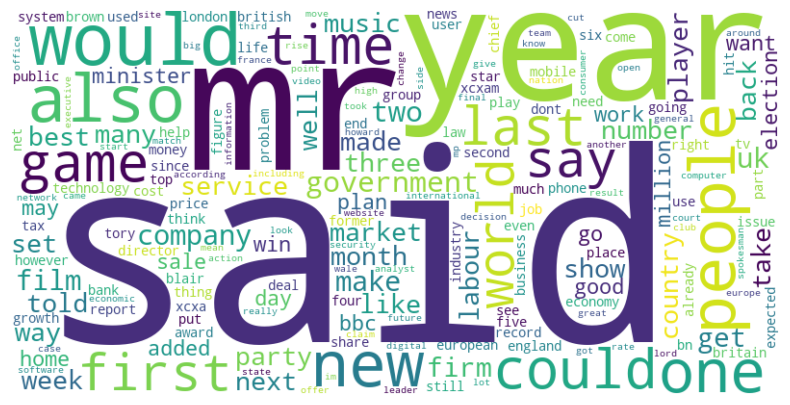 system brown used london british music news user six come move cut third around site
big rise office team know
france
would time year player want chief hit
public minister life star mobile consumer open nation
mr xcxam back election
also group play need side give
point video high took change
executive final
best many well two dont work going
net help figure problem end howard law mp
information
game made last number right tv
start match second another general
money since three say uk
top according including people
technology cost service government world million part
network came much phone result computer
may price plan former international job use court club
tax think website even issue
said
set company market labour country take
however tory director win month decision go place show already spokesman
look security industry business
mean action
film sale wale analyst good economy europe
blair deal make
bank thing four see expected
told xcxa day like five great
growth economic report put really future record
way award bbc share claim digital european england got rate lord bn get
case added
home party firm britain
software state im
week first next new still lot could one
offer leader